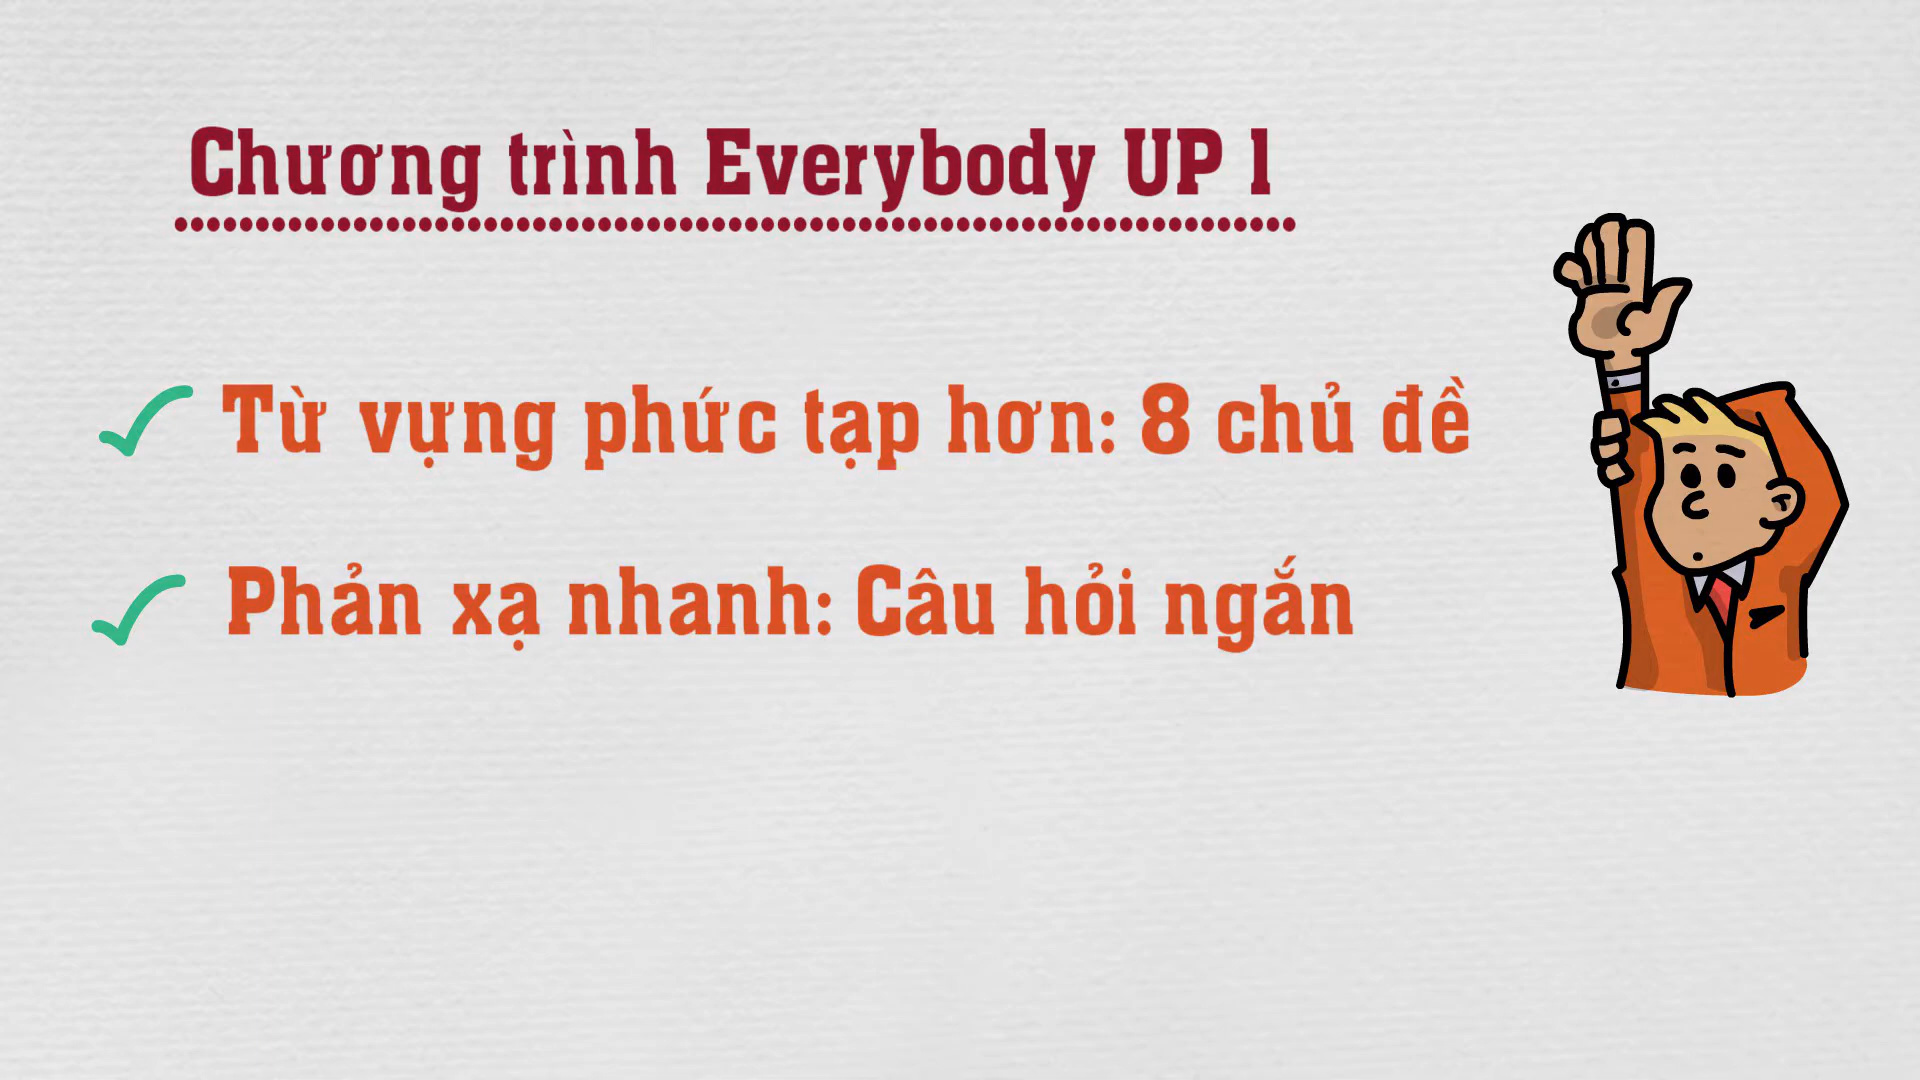 Chương trình Everybody UP 1
Từ vựng phức tạp hơn: 8 chủ đề
Phản xạ nhanh: Câu hỏi ngắn